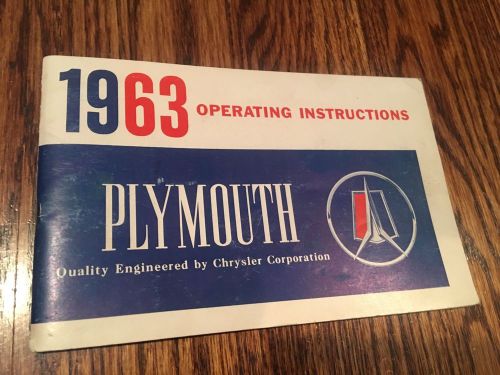 1963 OPERATING INSTRUCTIONS
PLYMOUTH
Quality Engineered by Chrysler Corporation